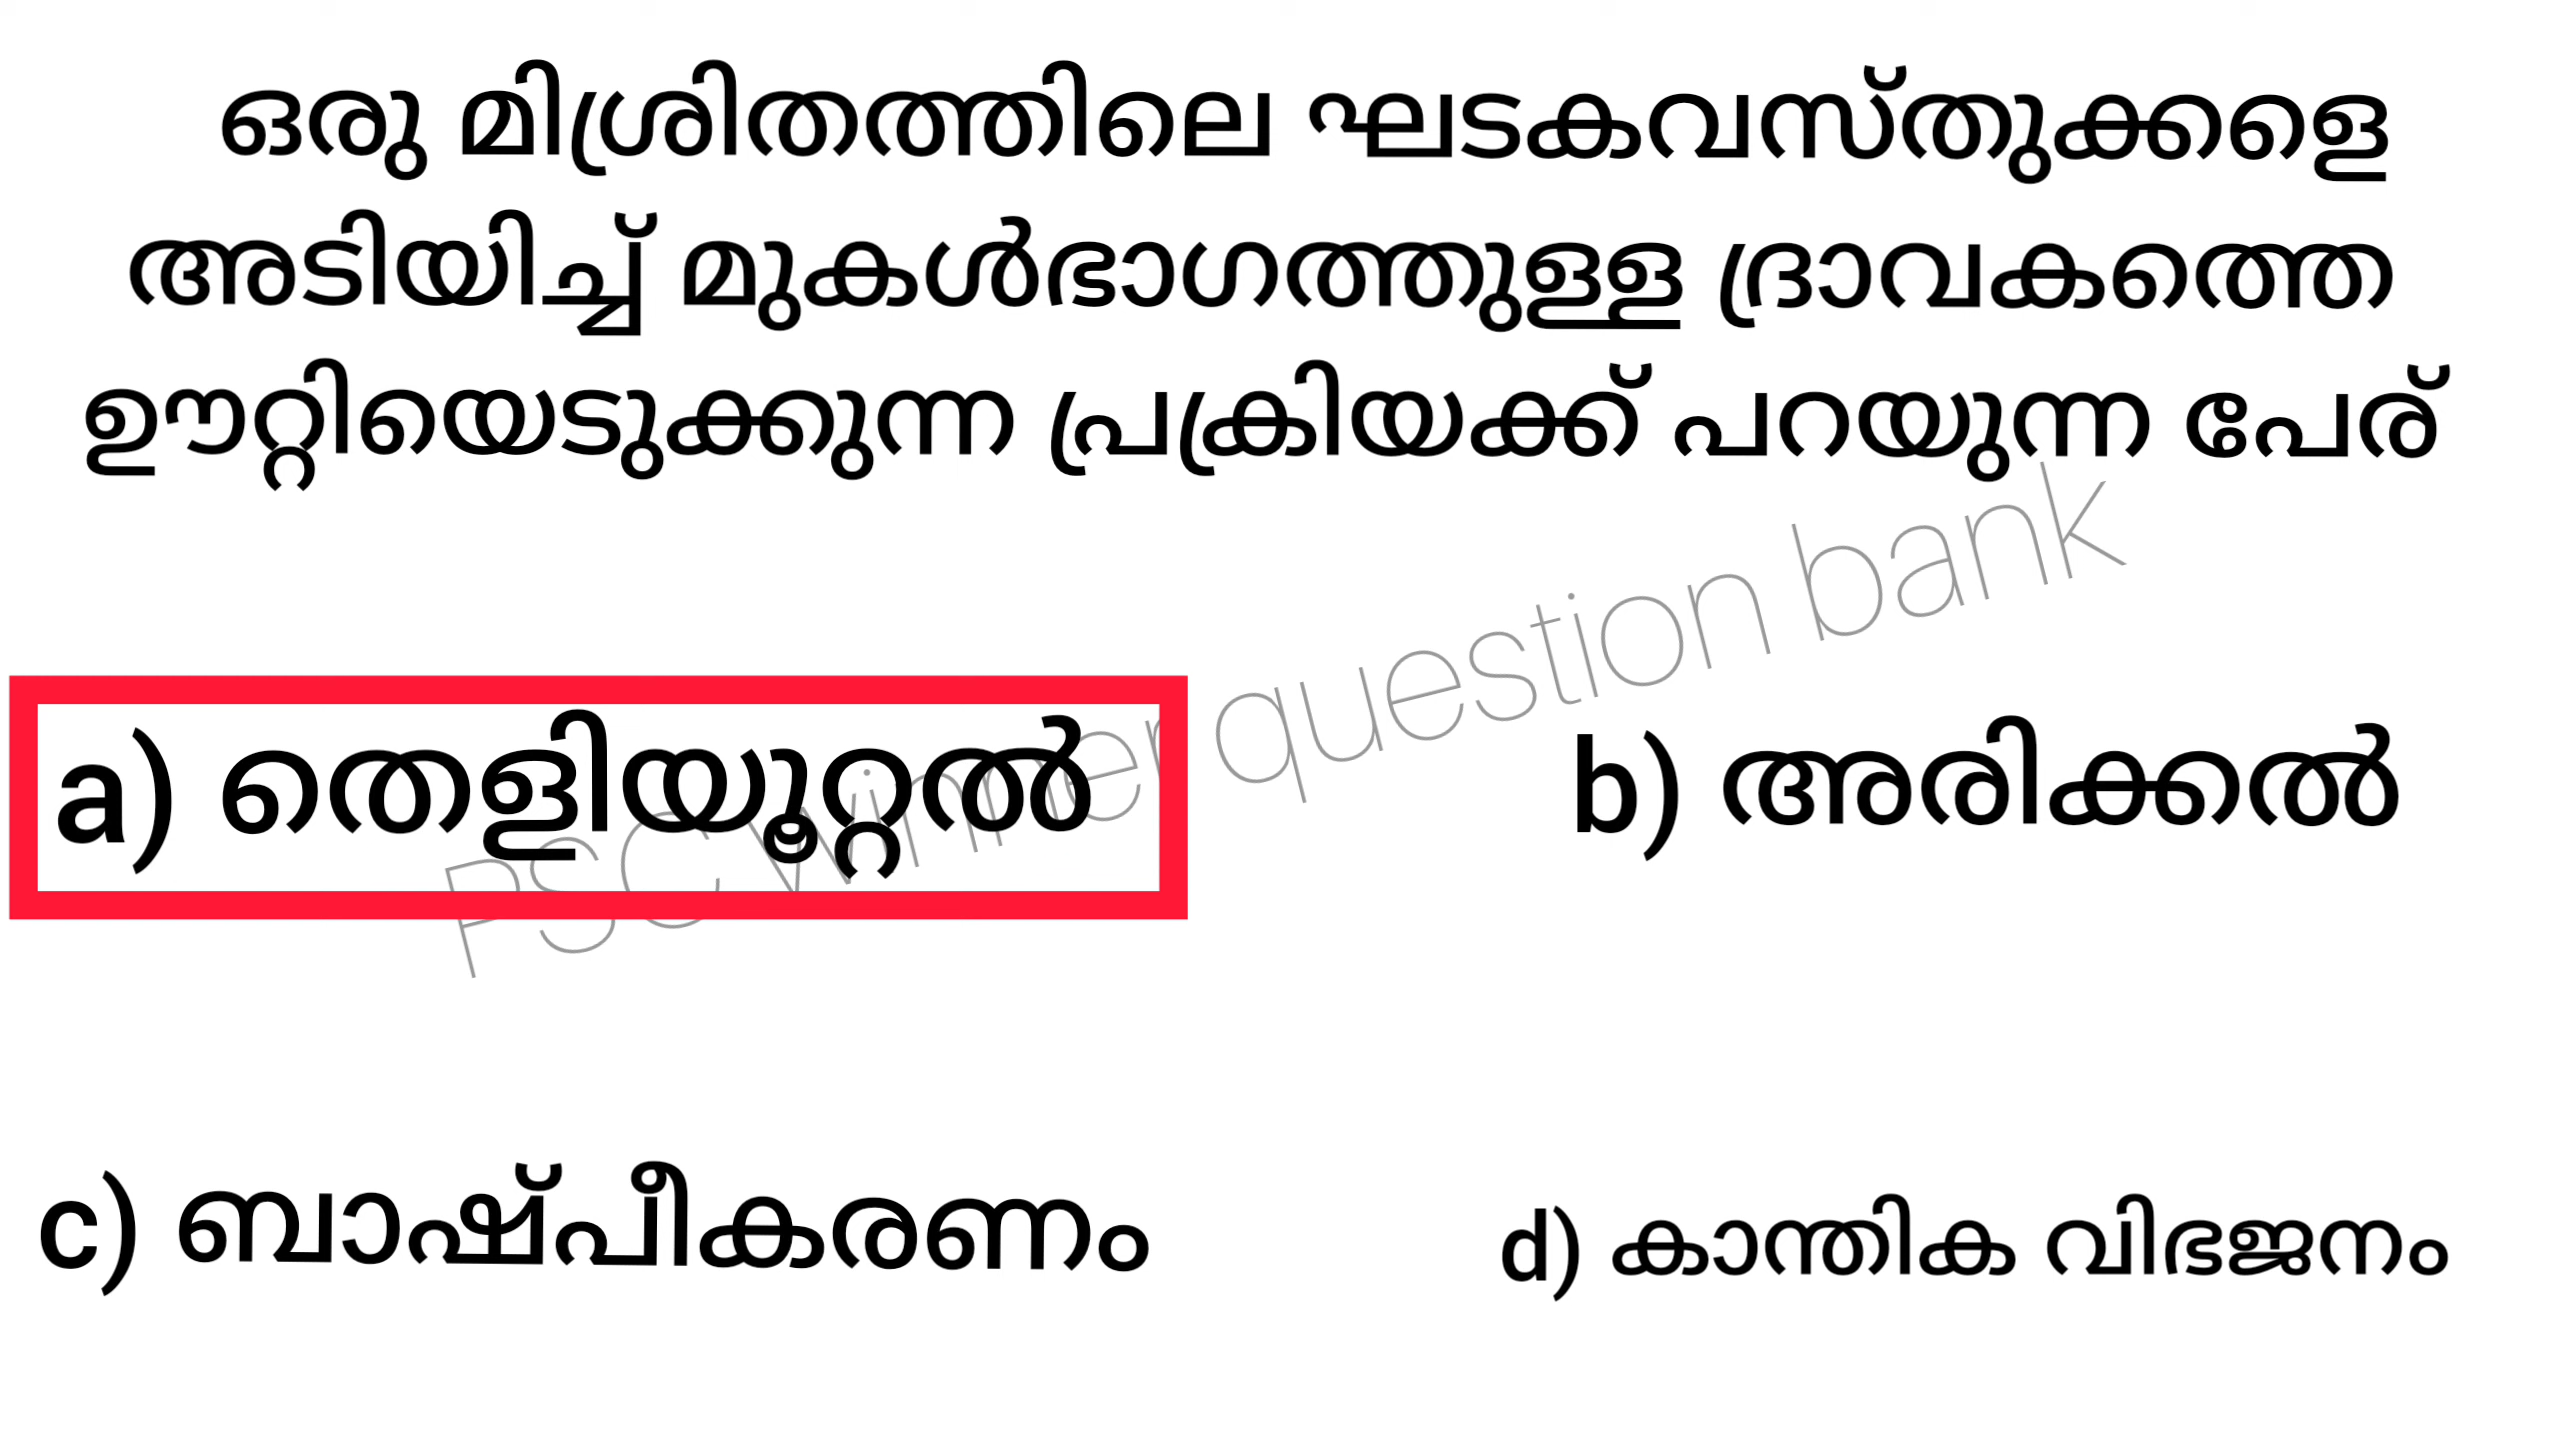 ഒരു മിശ്രിതത്തിലെ ഘടകവസ്തുക്കളെ
അടിയിച്ച് മുകൾഭാഗത്തുള്ള ദ്രാവകത്തെ
ഊറ്റിയെടുക്കുന്ന പ്രക്രിയക്ക് പറയുന്ന പേര്
PSC Winner question bank
a) തെളിയൂറ്റൽ
b) അരിക്കൽ
c) ബാഷ്പീകരണം
d) കാന്തിക വിഭജനം